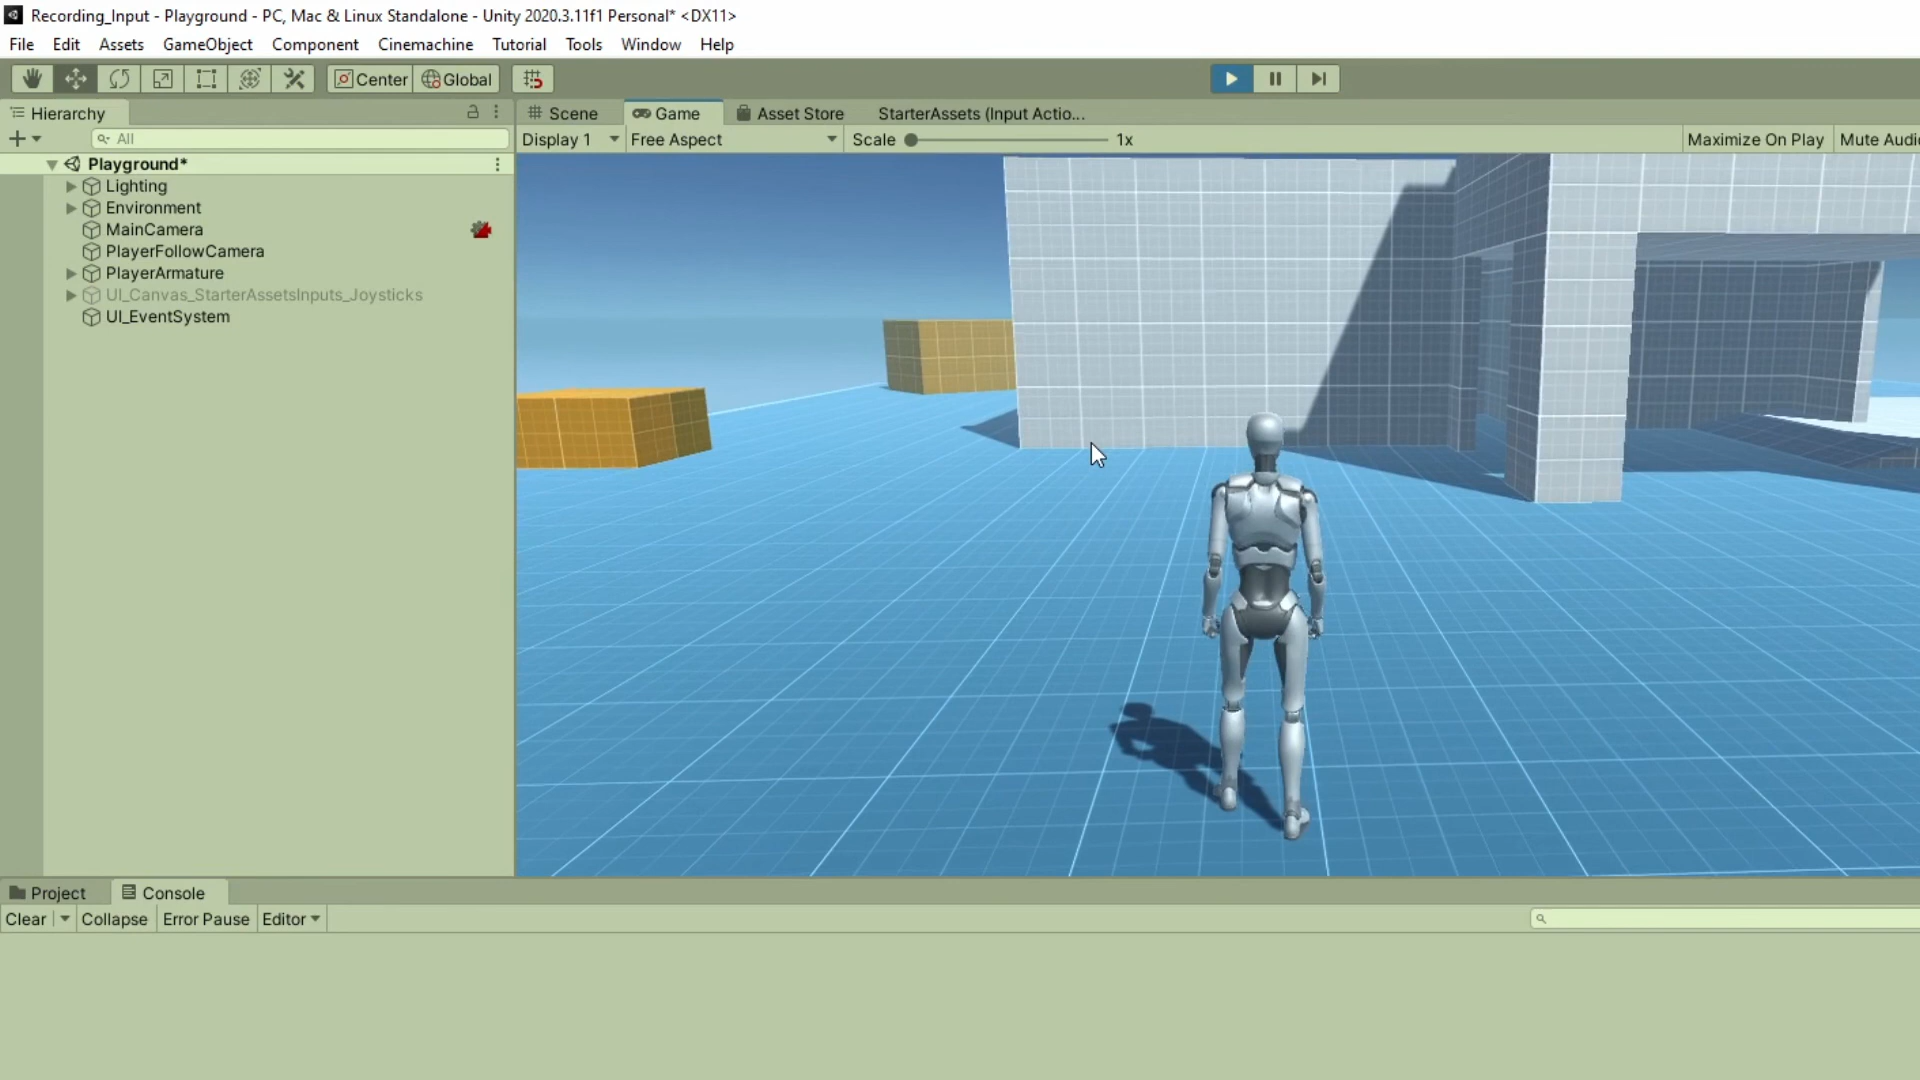 Recording_Input - Playground - PC, Mac & Linux Standalone - Unity 2020.3.11f1 Personal* <DX11>
File Edit Assets GameObject Component Cinemachine Tutorial Tools Window Help
Center Global
Hierarchy
Scene Game Asset Store StarterAssets (Input Actio...
All
Display 1 Free Aspect Scale 1x Maximize On Play Mute Audio
Playground*
Lighting
Environment
MainCamera
PlayerFollowCamera
PlayerArmature
UI_Canvas_StarterAssetsInputs_Joysticks
UI_EventSystem
Project Console
Clear Collapse Error Pause Editor